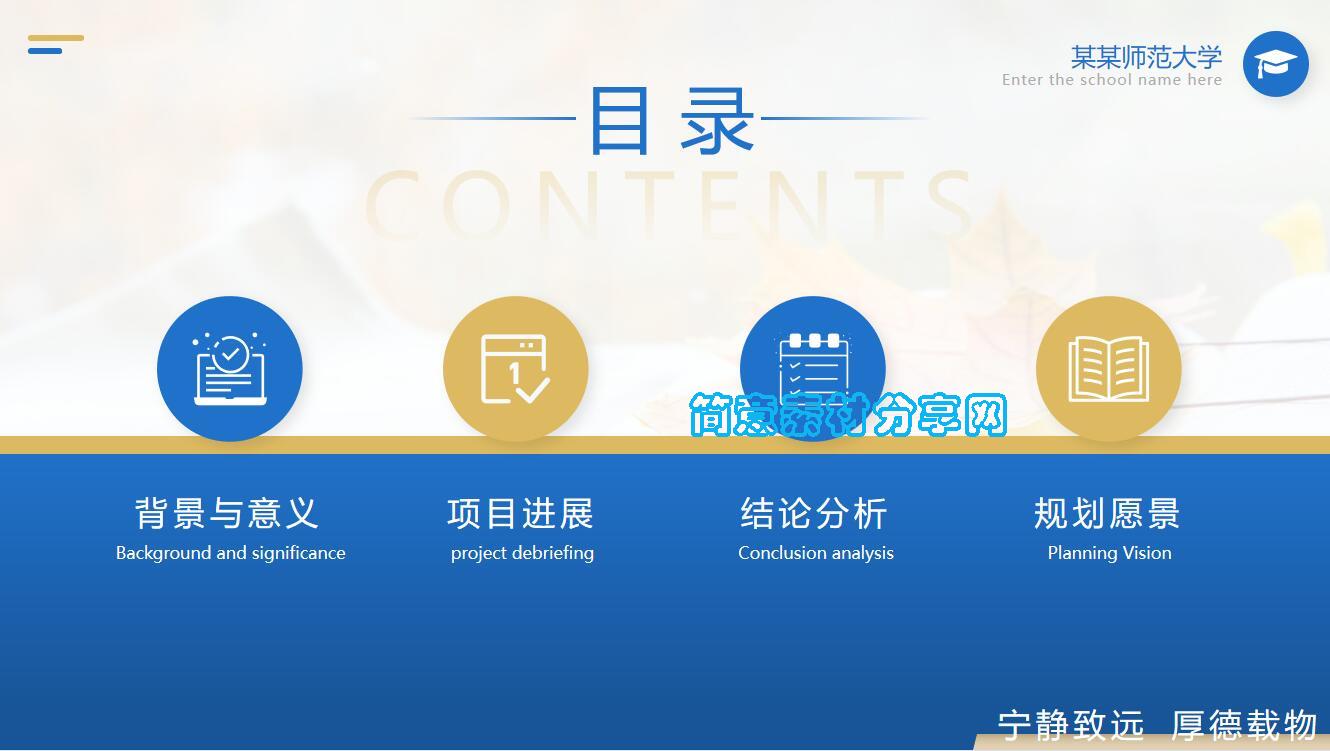 某某师范大学
Enter the school name here
目录
CONTENTS
1
简意素材分享网
背景与意义
Background and significance
项目进展
project debriefing
结论分析
Conclusion analysis
规划愿景
Planning Vision
宁静致远 厚德载物